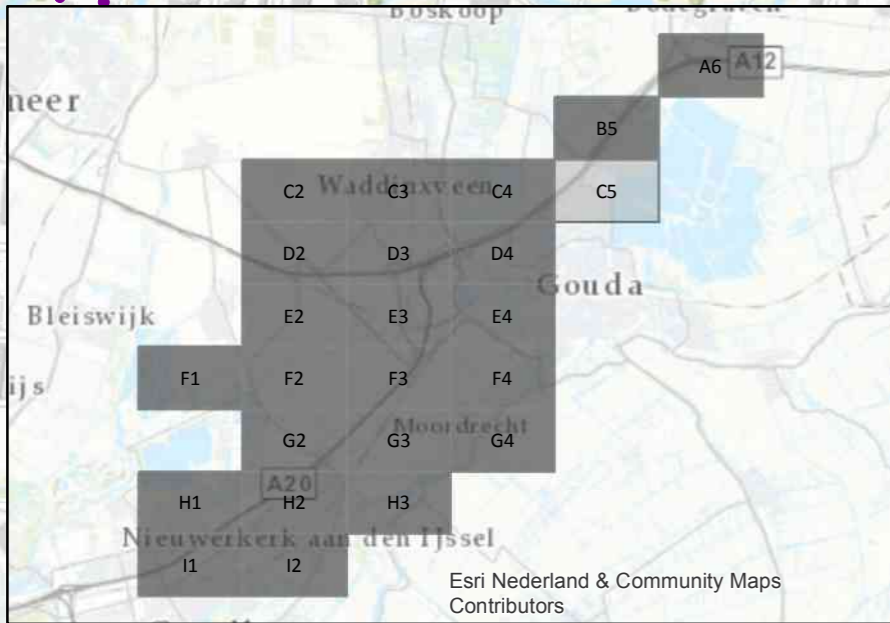 Boskoop
A6 A12
meer
B5
C2 Waddinxveen C3 C4 C5
D2 D3 D4
Gouda
Bleiswijk E2 E3 E4
F1 F2 F3 F4
ijs
Moordrecht
G2 G3 G4
A20
H1 H2 H3
Nieuwerkerk aan den IJssel
I1 I2
Esri Nederland & Community Maps
Contributors